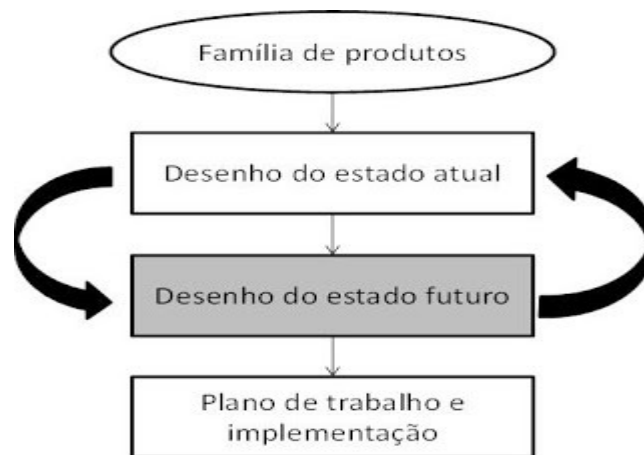 Família de produtos
Desenho do estado atual
Desenho do estado futuro
Plano de trabalho e
implementação